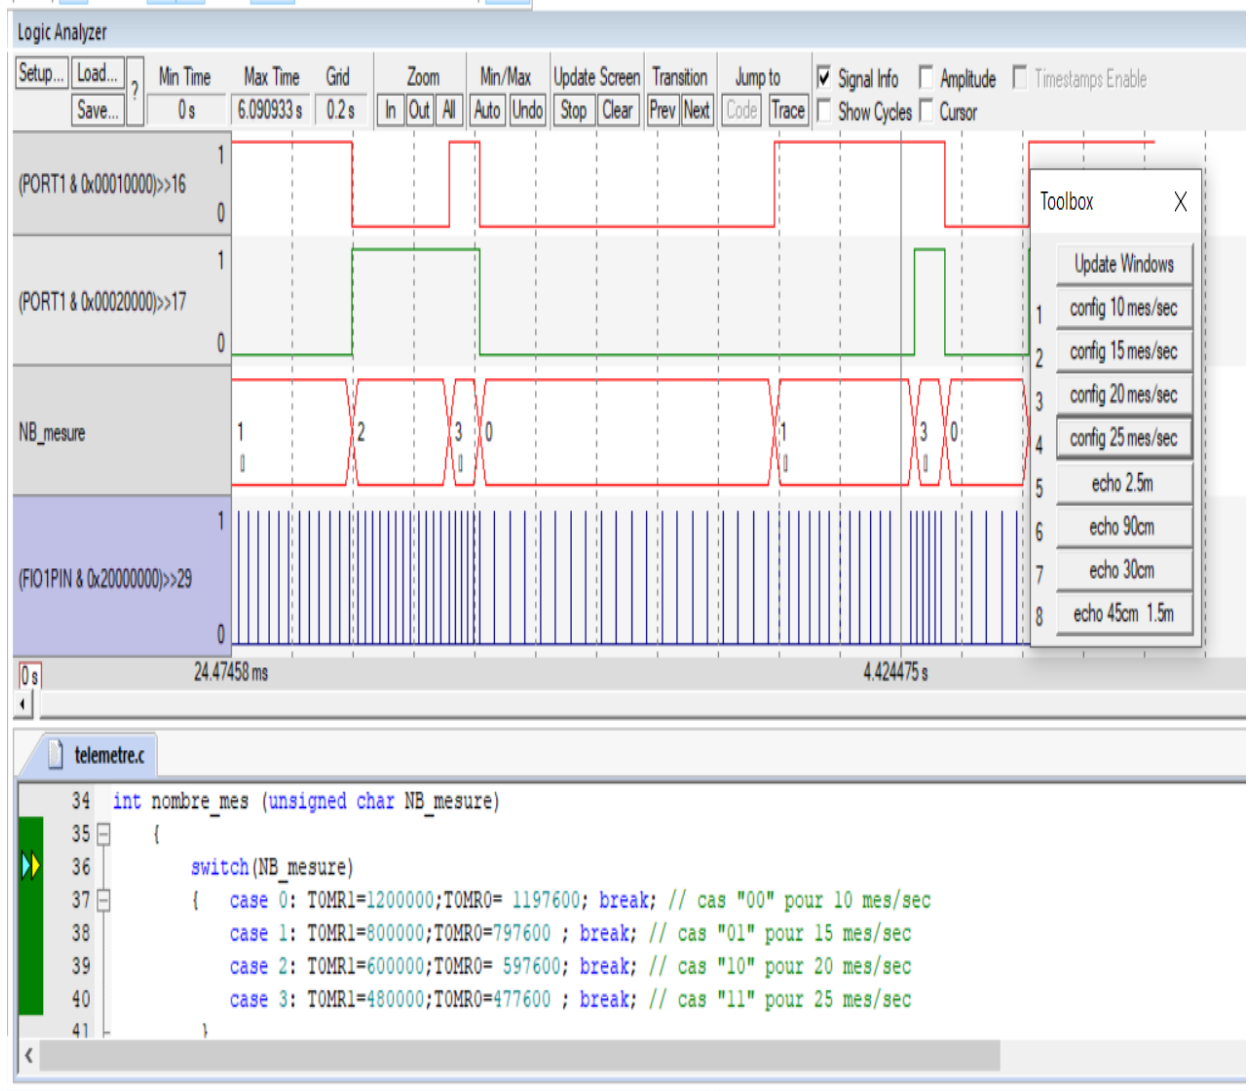 Logic Analyzer
Setup... Load... ? Min Time Max Time Grid Zoom Min/Max Update Screen Transition Jump to Signal Info Amplitude Timestamps Enable
Save... 0 s 6.090933 s 0.2 s In Out All Auto Undo Stop Clear Prev Next Code Trace Show Cycles Cursor
1
(PORT1 & 0x00010000)>>16
0
1
(PORT1 & 0x00020000)>>17
0
NB_mesure
1 2 3 0 1 3 0
1
(FIO1PIN & 0x20000000)>>29
0
0 s 24.47458 ms 4.424475 s
Toolbox X
Update Windows
1 config 10 mes/sec
2 config 15 mes/sec
3 config 20 mes/sec
4 config 25 mes/sec
5 echo 2.5m
6 echo 90cm
7 echo 30cm
8 echo 45cm 1.5m
telemetre.c
34 int nombre_mes (unsigned char NB_mesure)
35 {
36 switch(NB_mesure)
37 { case 0: T0MR1=1200000;T0MR0= 1197600; break; // cas "00" pour 10 mes/sec
38 case 1: T0MR1=800000;T0MR0=797600 ; break; // cas "01" pour 15 mes/sec
39 case 2: T0MR1=600000;T0MR0= 597600; break; // cas "10" pour 20 mes/sec
40 case 3: T0MR1=480000;T0MR0=477600 ; break; // cas "11" pour 25 mes/sec
41 }